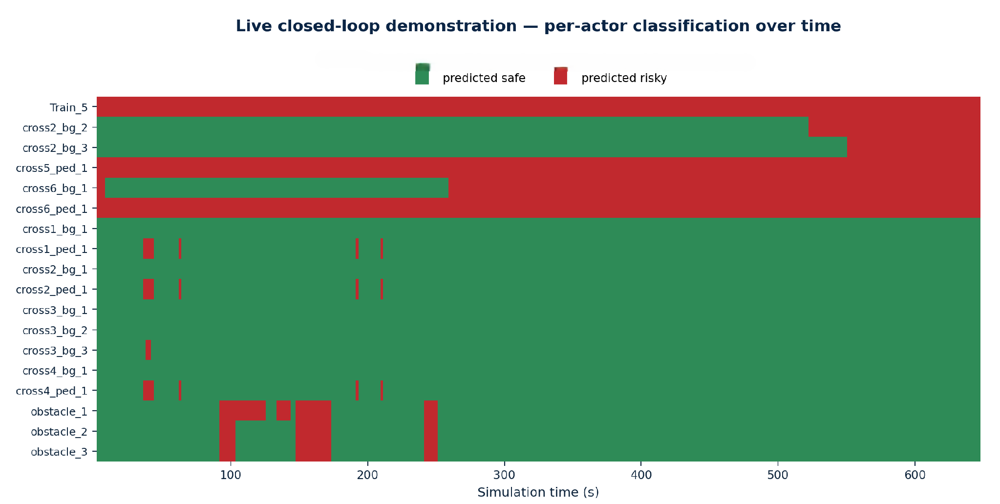 Live closed-loop demonstration — per-actor classification over time
predicted safe
predicted risky
Train_5
cross2_bg_2
cross2_bg_3
cross5_ped_1
cross6_bg_1
cross6_ped_1
cross1_bg_1
cross1_ped_1
cross2_bg_1
cross2_ped_1
cross3_bg_1
cross3_bg_2
cross3_bg_3
cross4_bg_1
cross4_ped_1
obstacle_1
obstacle_2
obstacle_3
100 200 300 400 500 600
Simulation time (s)